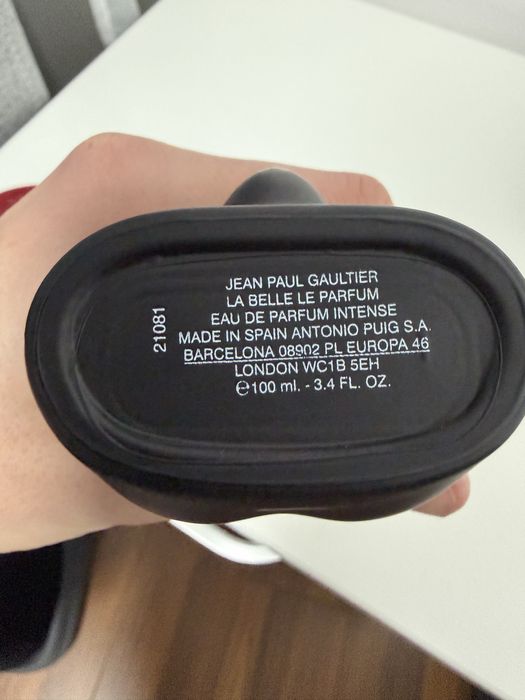 JEAN PAUL GAULTIER
LA BELLE LE PARFUM
EAU DE PARFUM INTENSE
MADE IN SPAIN ANTONIO PUIG S.A.
BARCELONA 08902 PL EUROPA 46
LONDON WC1B 5EH
℮100 ml. - 3.4 FL. OZ.
21081